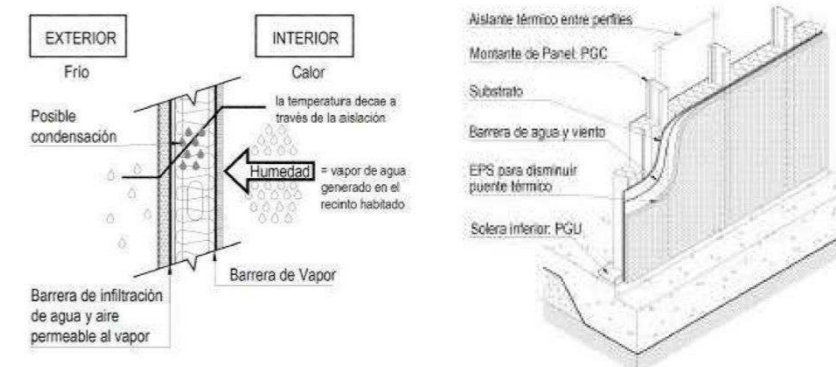 EXTERIOR
Frío
INTERIOR
Calor
Posible
condensación
la temperatura decae a
través de la aislación
Humedad
= vapor de agua
generado en el
recinto habitado
Barrera de Vapor
Barrera de infiltración
de agua y aire
permeable al vapor
Aislante térmico entre perfiles
Montante de Panel: PGC
Substrato
Barrera de agua y viento
EPS para disminuir
puente térmico
Solera inferior: PGU